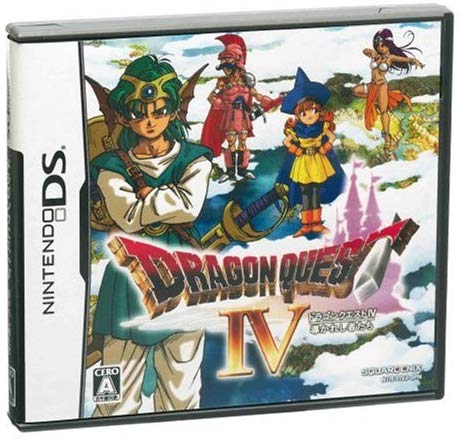 NINTENDO DS
DRAGON QUEST
IV
ドラゴンクエストIV
導かれし者たち
CERO
A
SQUARE ENIX